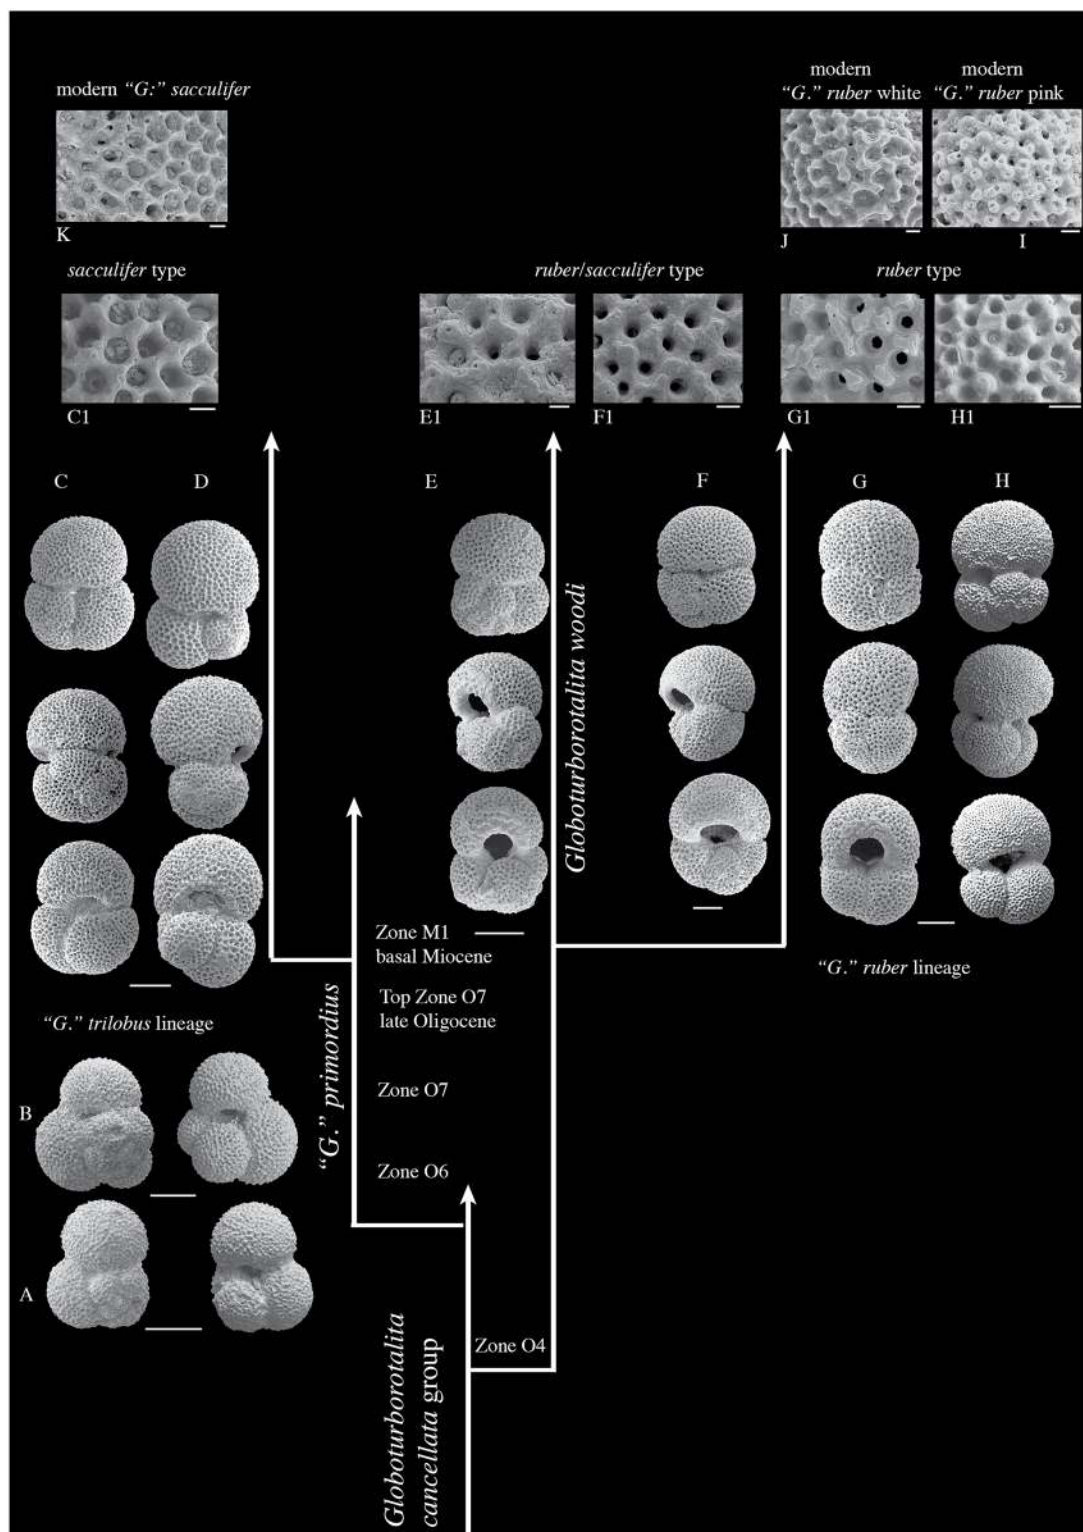 modern "G:" sacculifer
modern
"G." ruber white
modern
"G." ruber pink
K
J
I
sacculifer type
ruber/sacculifer type
ruber type
C1
E1
F1
G1
H1
C
D
E
F
G
H
Globoturborotalita woodi
Zone M1
basal Miocene
Top Zone O7
late Oligocene
"G." ruber lineage
"G." trilobus lineage
"G." primordius
Zone O7
B
Zone O6
A
Zone O4
Globoturborotalita
cancellata group